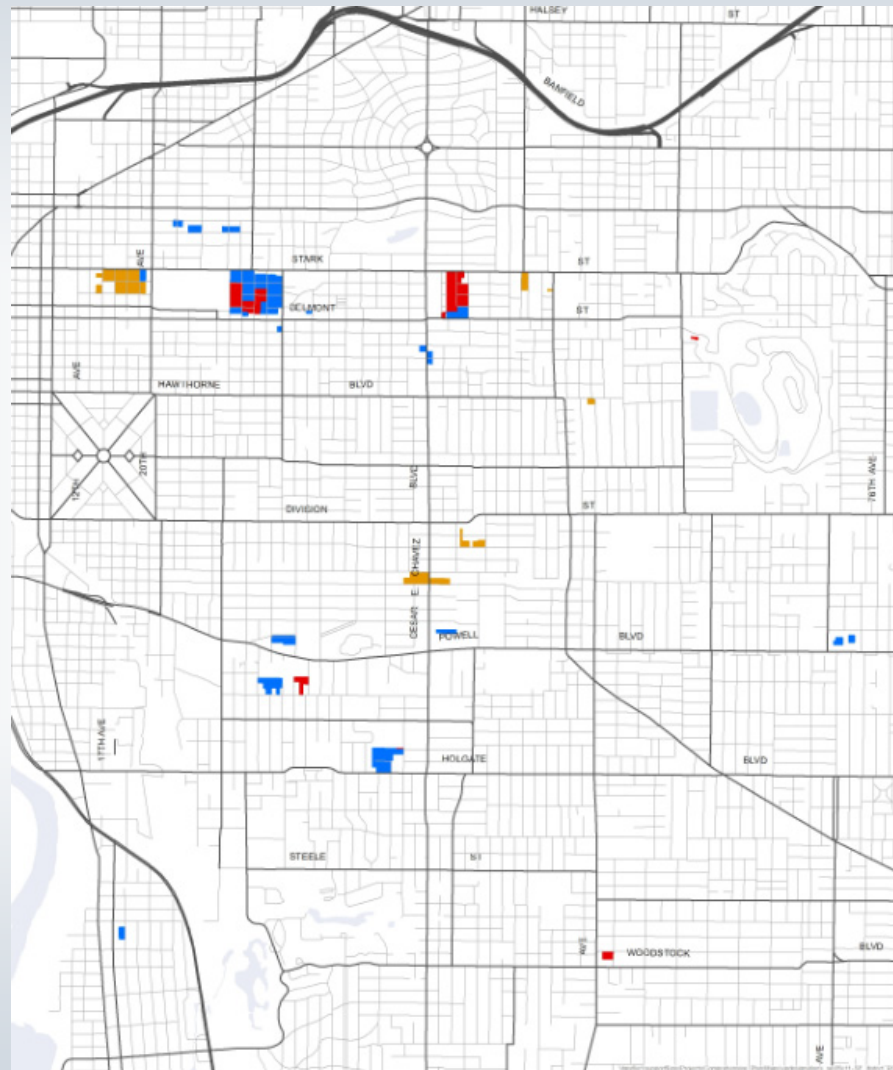 HALSEY ST
BANFIELD
AVE
STARK ST
BELMONT ST
AVE
HAWTHORNE BLVD
12TH
20TH
BLVD
76TH AVE
DIVISION ST
CESAR E. CHAVEZ
POWELL BLVD
17TH AVE
HOLGATE BLVD
STEELE ST
AVE
WOODSTOCK BLVD
AVE